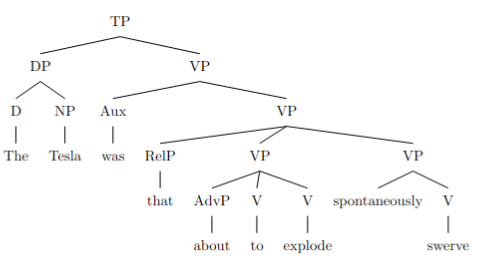 TP
DP VP
D NP Aux VP
The Tesla was RelP VP VP
that AdvP V V spontaneously V
about to explode swerve